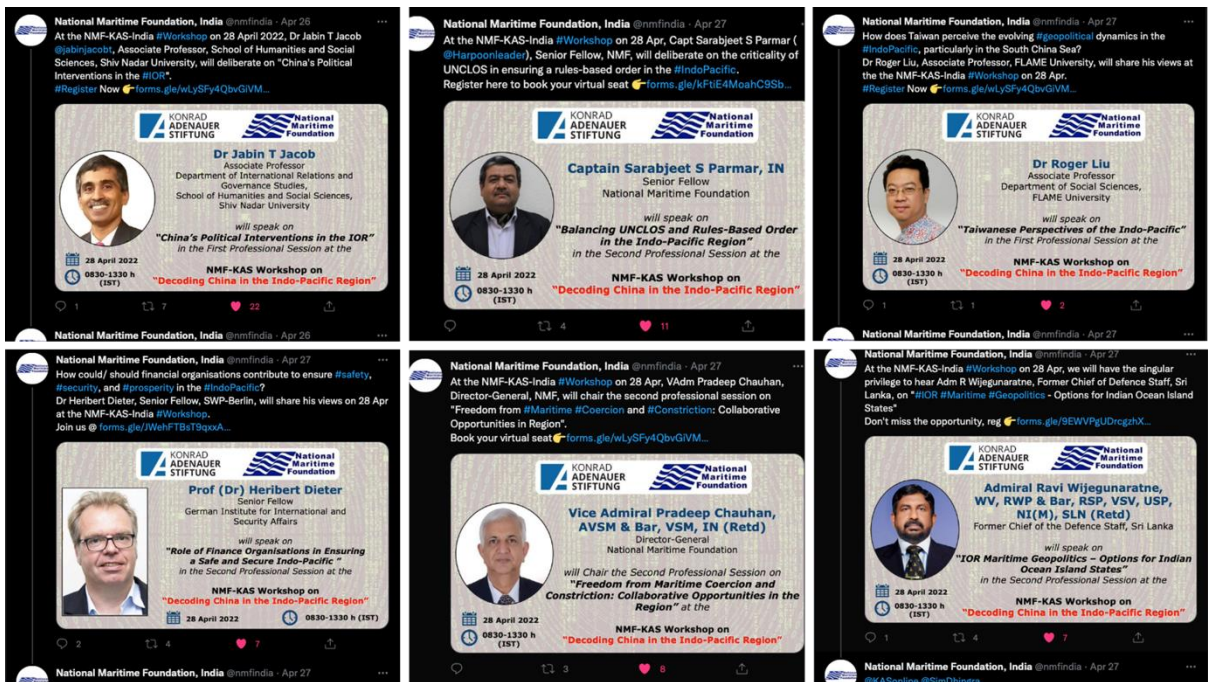 National Maritime Foundation, India @nmfindia · Apr 26
At the NMF-KAS-India #Workshop on 28 April 2022, Dr Jabin T Jacob
@jabinjacobt, Associate Professor, School of Humanities and Social
Sciences, Shiv Nadar University, will deliberate on "China's Political
Interventions in the #IOR".
#Register Now 👉forms.gle/wLySFy4QbvGiVM...
KONRAD
ADENAUER
STIFTUNG
National
Maritime
Foundation
Dr Jabin T Jacob
Associate Professor
Department of International Relations and
Governance Studies,
School of Humanities and Social Sciences,
Shiv Nadar University
will speak on
"China's Political Interventions in the IOR"
in the First Professional Session at the
28 April 2022
0830-1330 h
(IST)
NMF-KAS Workshop on
"Decoding China in the Indo-Pacific Region"
1
7
22
National Maritime Foundation, India @nmfindia · Apr 26
National Maritime Foundation, India @nmfindia · Apr 27
At the NMF-KAS-India #Workshop on 28 Apr, Capt Sarabjeet S Parmar (
@Harpoonleader), Senior Fellow, NMF, will deliberate on the criticality of
UNCLOS in ensuring a rules-based order in the #IndoPacific.
Register here to book your virtual seat 👉forms.gle/kFtiE4MoahC9Sb...
KONRAD
ADENAUER
STIFTUNG
National
Maritime
Foundation
Captain Sarabjeet S Parmar, IN
Senior Fellow
National Maritime Foundation
will speak on
"Balancing UNCLOS and Rules-Based Order
in the Indo-Pacific Region"
in the Second Professional Session at the
28 April 2022
0830-1330 h
(IST)
NMF-KAS Workshop on
"Decoding China in the Indo-Pacific Region"
4
11
National Maritime Foundation, India @nmfindia · Apr 27
How does Taiwan perceive the evolving #geopolitical dynamics in the
#IndoPacific, particularly in the South China Sea?
Dr Roger Liu, Associate Professor, FLAME University, will share his views at
the the NMF-KAS-India #Workshop on 28 Apr.
#Register Now 👉forms.gle/wLySFy4QbvGiVM...
KONRAD
ADENAUER
STIFTUNG
National
Maritime
Foundation
Dr Roger Liu
Associate Professor
Department of Social Sciences,
FLAME University
will speak on
"Taiwanese Perspectives of the Indo-Pacific"
in the First Professional Session at the
28 April 2022
0830-1330 h
(IST)
NMF-KAS Workshop on
"Decoding China in the Indo-Pacific Region"
1
1
2
National Maritime Foundation, India @nmfindia · Apr 27
National Maritime Foundation, India @nmfindia · Apr 27
How could/ should financial organisations contribute to ensure #safety,
#security, and #prosperity in the #IndoPacific?
Dr Heribert Dieter, Senior Fellow, SWP-Berlin, will share his views on 28 Apr
at the NMF-KAS-India #Workshop.
Join us @ forms.gle/JWehFTBsT9qxxA...
KONRAD
ADENAUER
STIFTUNG
National
Maritime
Foundation
Prof (Dr) Heribert Dieter
Senior Fellow
German Institute for International and
Security Affairs
will speak on
"Role of Finance Organisations in Ensuring
a Safe and Secure Indo-Pacific "
in the Second Professional Session at the
NMF-KAS Workshop on
"Decoding China in the Indo-Pacific Region"
28 April 2022
0830-1330 h (IST)
2
4
7
National Maritime Foundation, India @nmfindia · Apr 27
National Maritime Foundation, India @nmfindia · Apr 27
At the NMF-KAS-India #Workshop on 28 Apr, VAdm Pradeep Chauhan,
Director-General, NMF, will chair the second professional session on
"Freedom from #Maritime #Coercion and #Constriction: Collaborative
Opportunities in Region".
Book your virtual seat👉forms.gle/wLySFy4QbvGiVM...
KONRAD
ADENAUER
STIFTUNG
National
Maritime
Foundation
Vice Admiral Pradeep Chauhan,
AVSM & Bar, VSM, IN (Retd)
Director-General
National Maritime Foundation
will Chair the Second Professional Session on
"Freedom from Maritime Coercion and
Constriction: Collaborative Opportunities in the
Region" at the
28 April 2022
0830-1330 h
(IST)
NMF-KAS Workshop on
"Decoding China in the Indo-Pacific Region"
3
8
National Maritime Foundation, India @nmfindia · Apr 27
At the NMF-KAS-India #Workshop on 28 Apr, we will have the singular
privilege to hear Adm R Wijegunaratne, Former Chief of Defence Staff, Sri
Lanka, on "#IOR #Maritime #Geopolitics - Options for Indian Ocean Island
States"
Don't miss the opportunity, reg 👉forms.gle/9EWVPgUDrcgzhX...
KONRAD
ADENAUER
STIFTUNG
National
Maritime
Foundation
Admiral Ravi Wijegunaratne,
WV, RWP & Bar, RSP, VSV, USP,
NI(M), SLN (Retd)
Former Chief of the Defence Staff, Sri Lanka
will speak on
"IOR Maritime Geopolitics – Options for Indian
Ocean Island States"
in the Second Professional Session at the
28 April 2022
0830-1330 h
(IST)
NMF-KAS Workshop on
"Decoding China in the Indo-Pacific Region"
1
4
7
National Maritime Foundation, India @nmfindia · Apr 27
@KASonline @SimDhingra